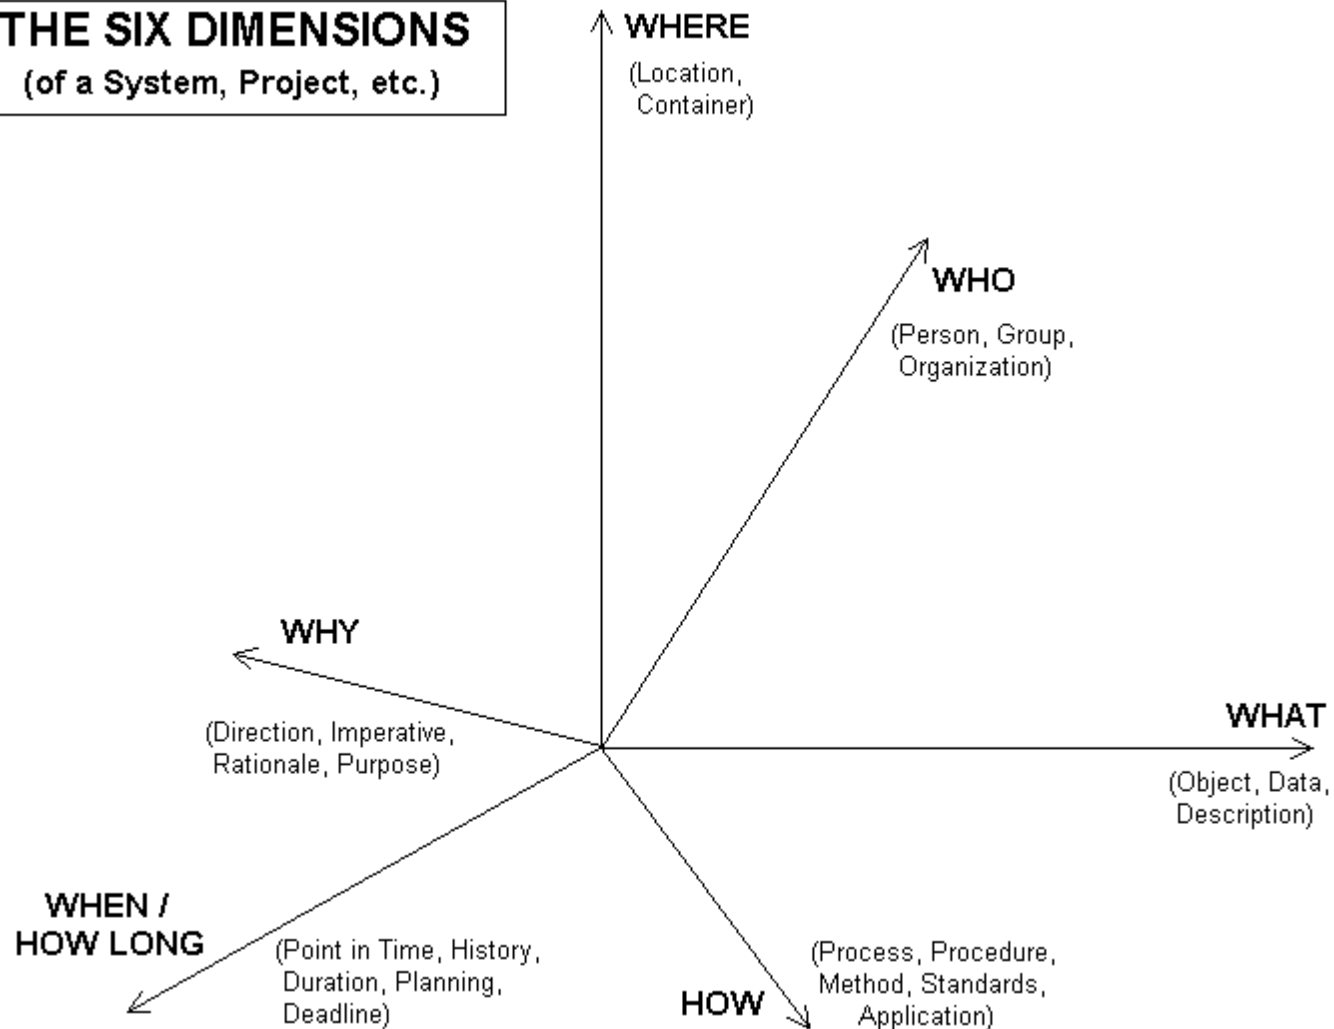 THE SIX DIMENSIONS
(of a System, Project, etc.)
WHERE
(Location,
Container)
WHO
(Person, Group,
Organization)
WHY
(Direction, Imperative,
Rationale, Purpose)
WHAT
(Object, Data,
Description)
WHEN /
HOW LONG
(Point in Time, History,
Duration, Planning,
Deadline)
HOW
(Process, Procedure,
Method, Standards,
Application)